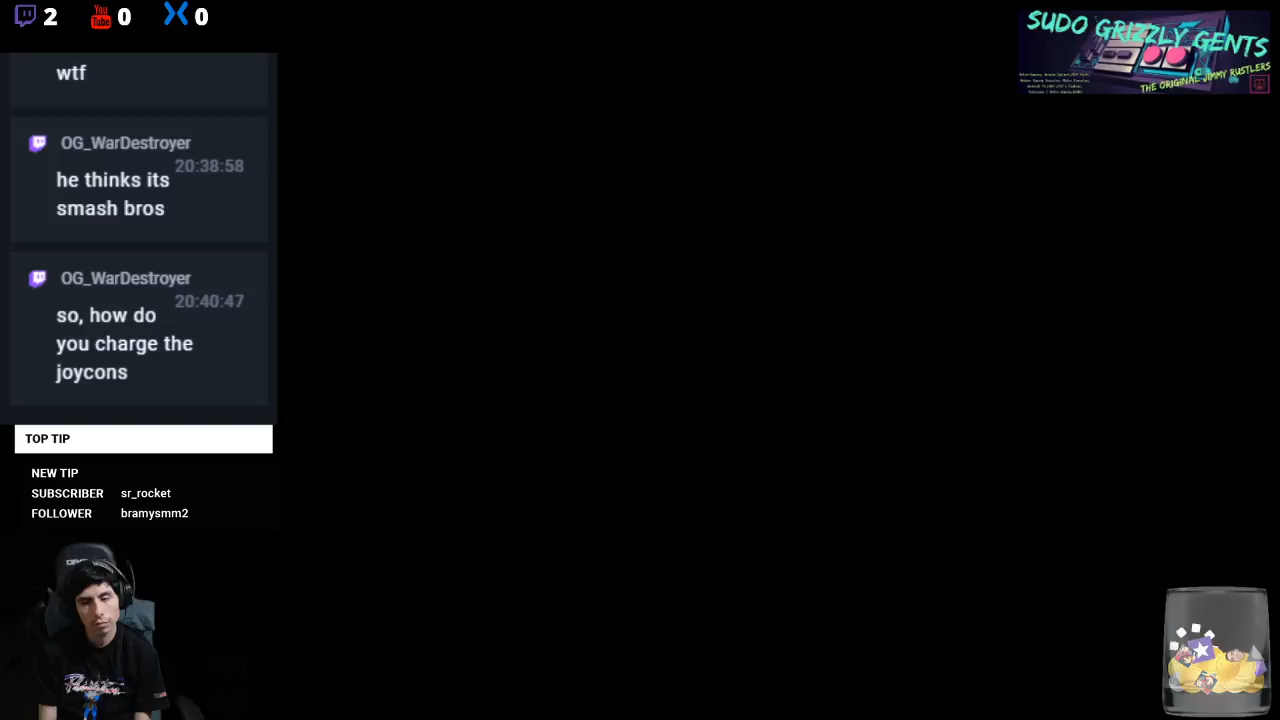 2 You Tube 0 0
SUDO GRIZZLY GENTS
THE ORIGINAL JIMMY RUSTLERS
wtf
OG_WarDestroyer
20:38:58
he thinks its
smash bros
OG_WarDestroyer
20:40:47
so, how do
you charge the
joycons
TOP TIP
NEW TIP
SUBSCRIBER sr_rocket
FOLLOWER bramysmm2